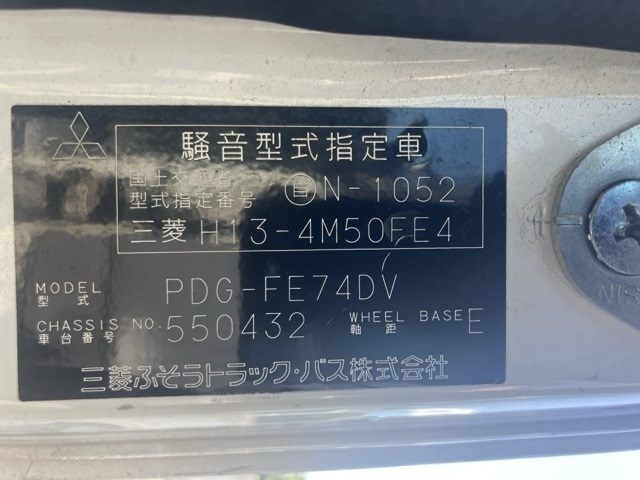 騒音型式指定車
国土交通省
型式指定番号 音N-1052
三菱 H13-4M50FE4
MODEL 型式 PDG-FE74DV
CHASSIS NO. 車台番号 550432 WHEEL BASE 軸距 E
三菱ふそうトラック・バス株式会社
NIS